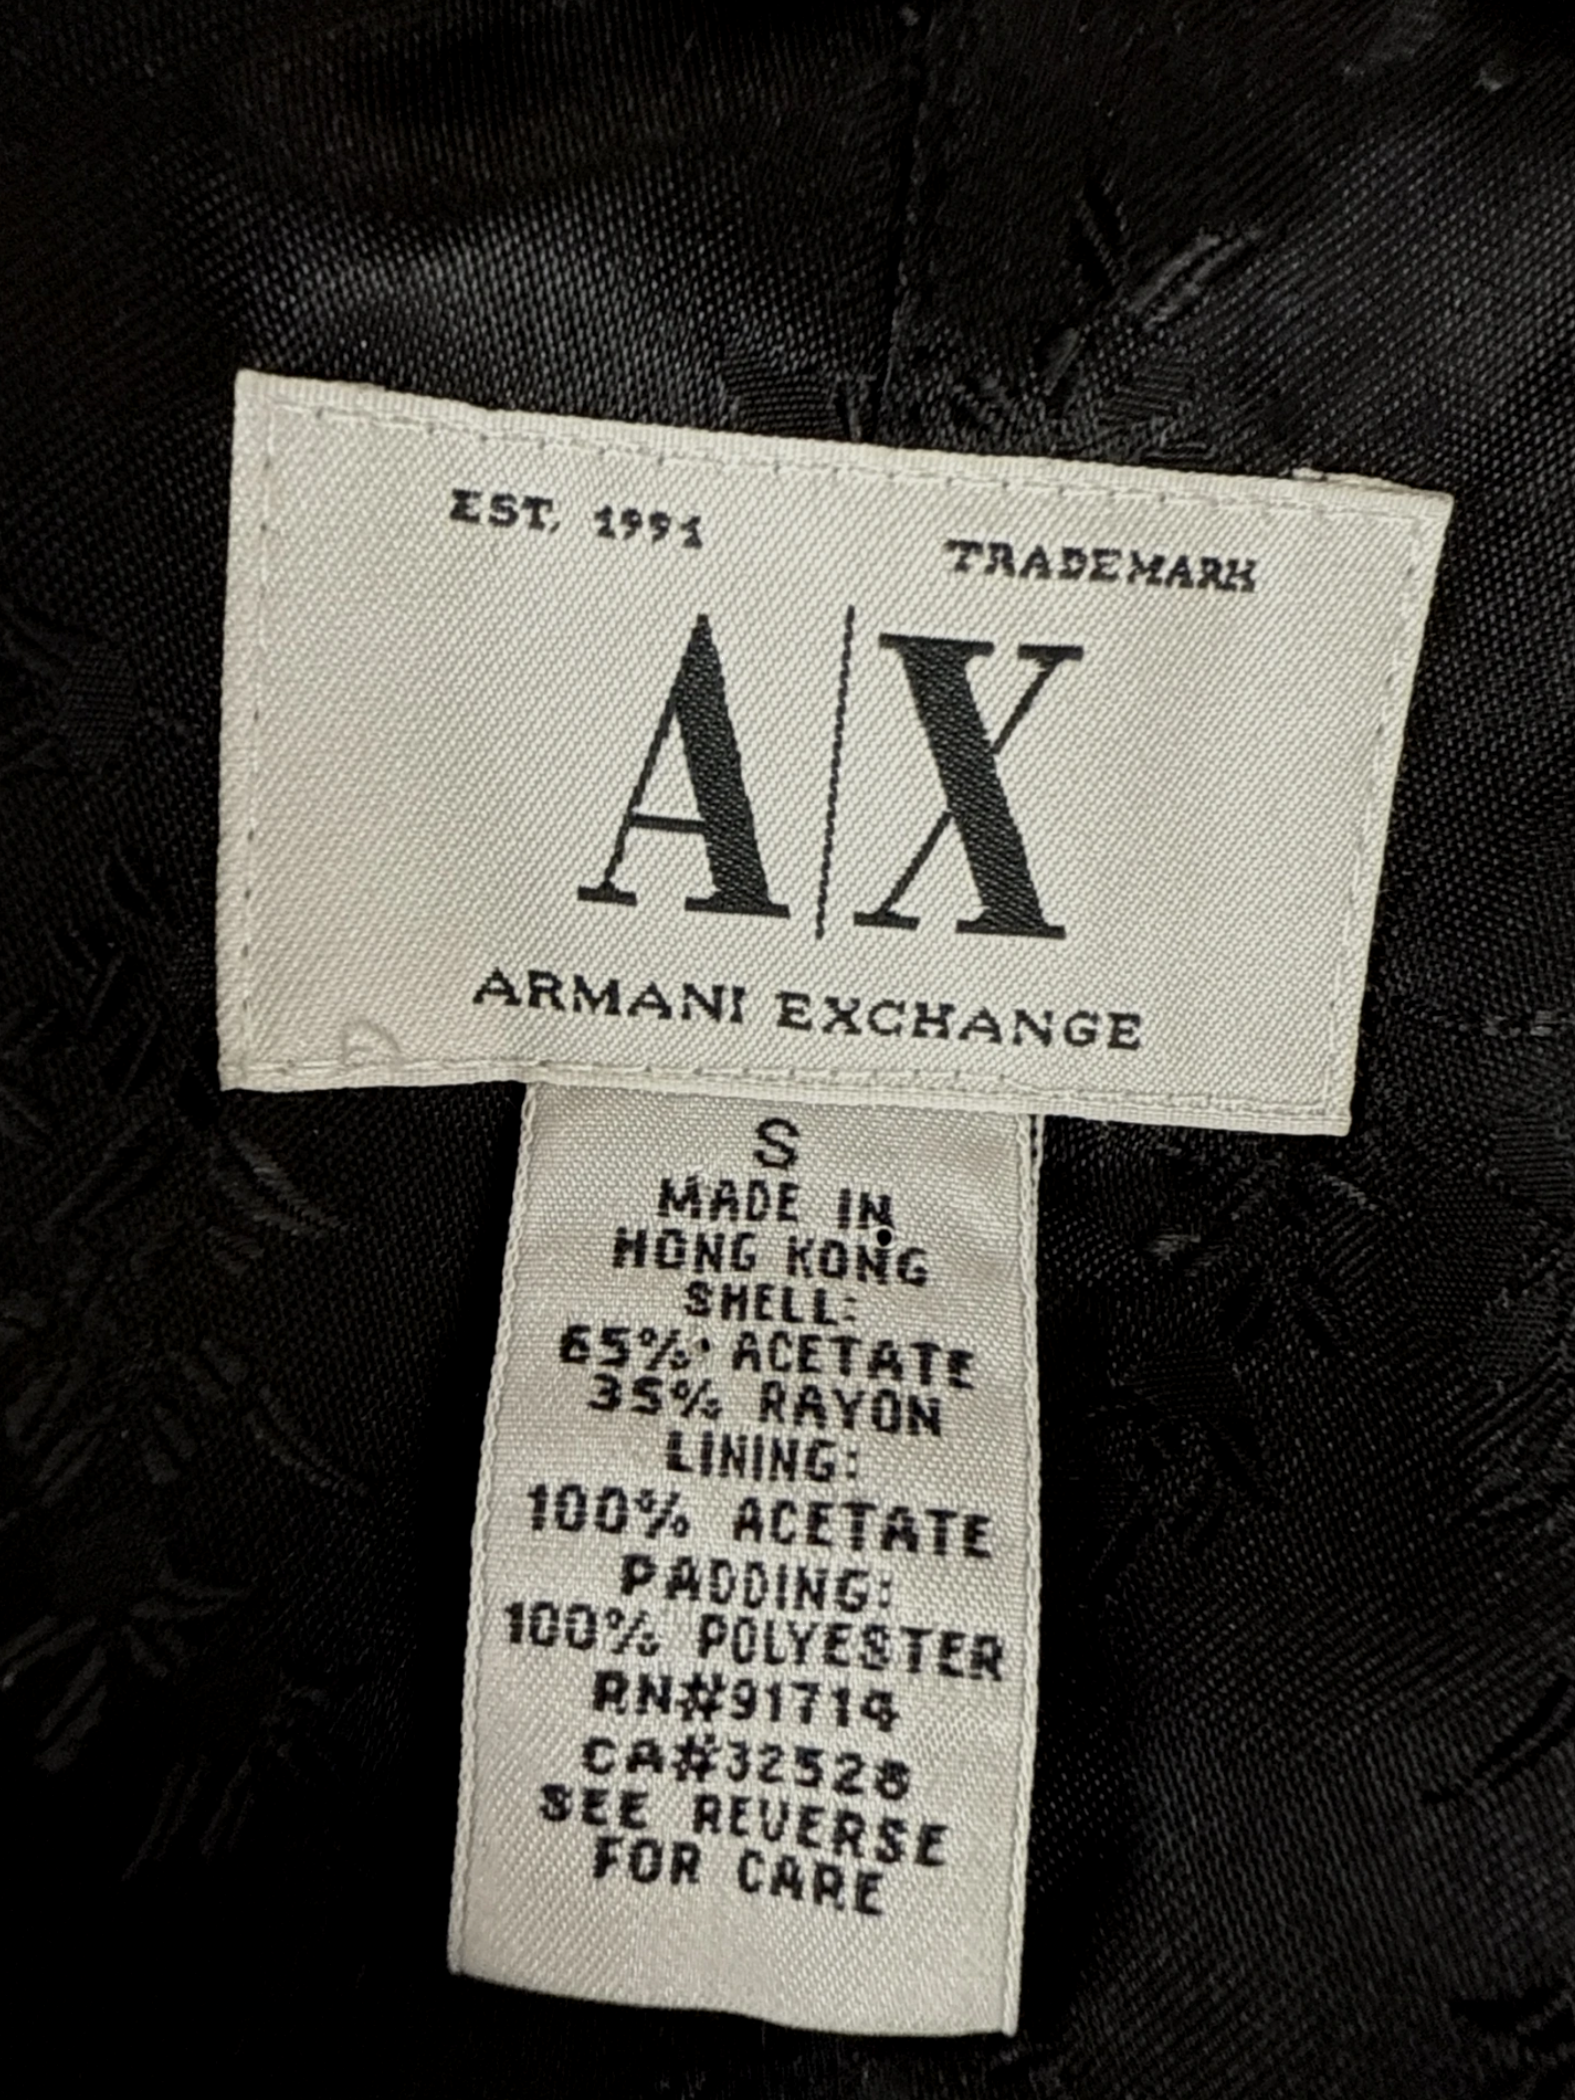 EST. 1991 TRADEMARK
A|X
ARMANI EXCHANGE
S
MADE IN
HONG KONG
SHELL:
65% ACETATE
35% RAYON
LINING:
100% ACETATE
PADDING:
100% POLYESTER
RN#91714
CA#32528
SEE REVERSE
FOR CARE